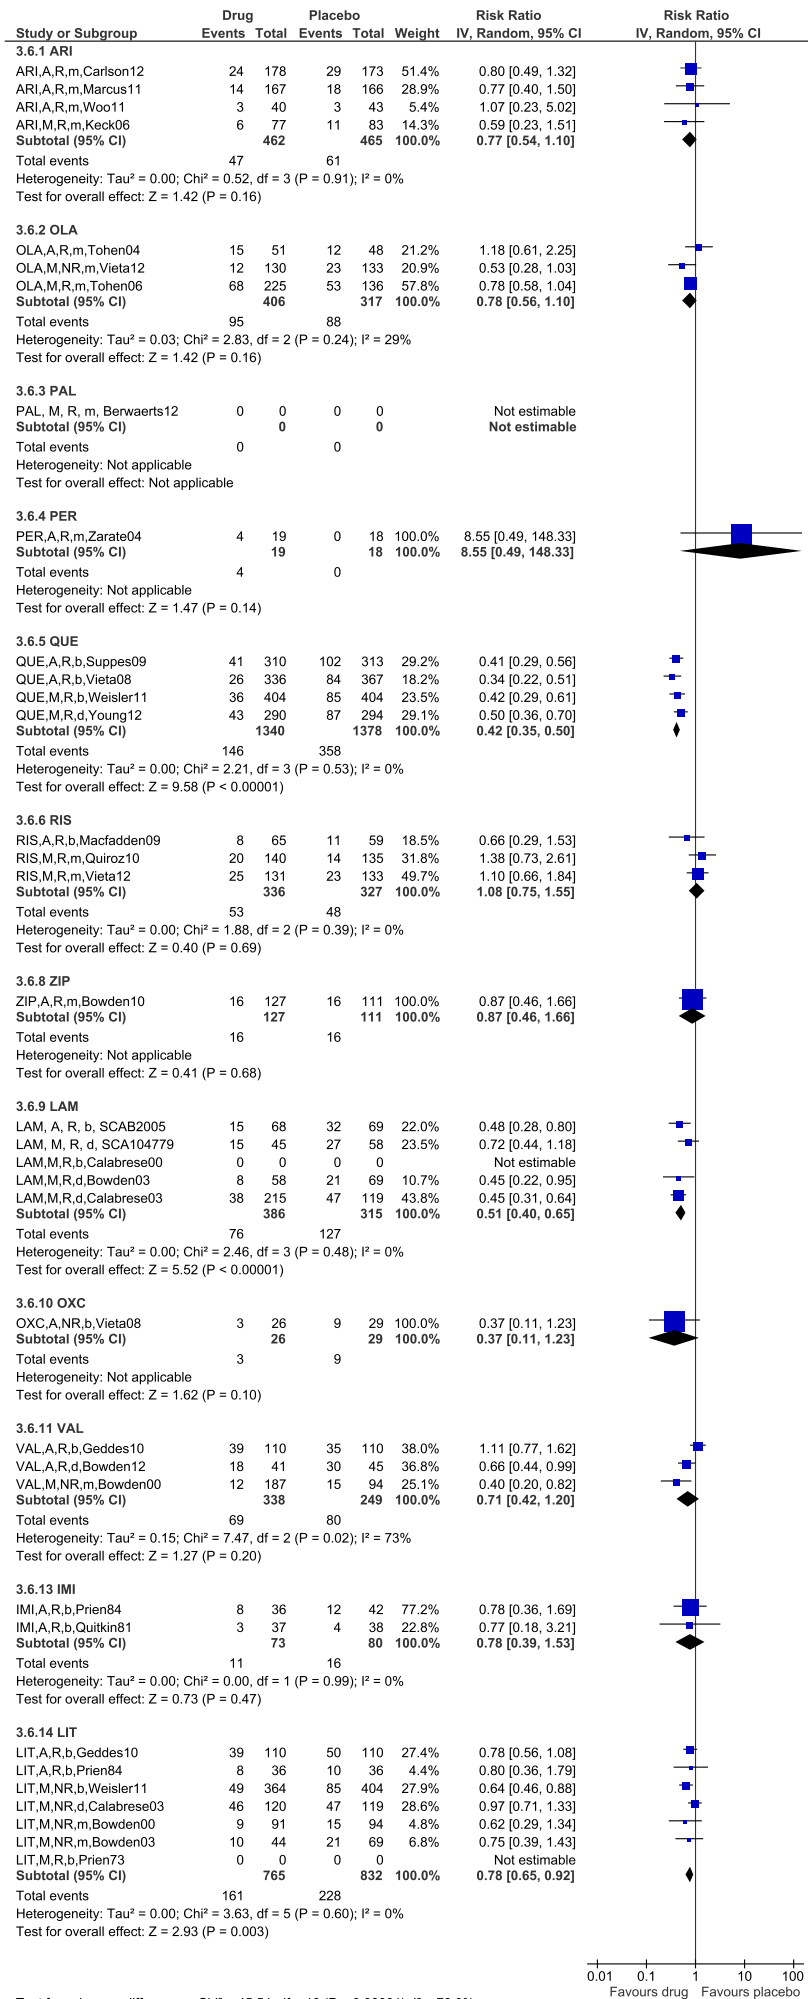 Drug Placebo Risk Ratio Risk Ratio
Study or Subgroup Events Total Events Total Weight IV, Random, 95% CI IV, Random, 95% CI
3.6.1 ARI
ARI,A,R,m,Carlson12 24 178 29 173 51.4% 0.80 [0.49, 1.32]
ARI,A,R,m,Marcus11 14 167 18 166 28.9% 0.77 [0.40, 1.50]
ARI,A,R,m,Woo11 3 40 3 43 5.4% 1.07 [0.23, 5.02]
ARI,M,R,m,Keck06 6 77 11 83 14.3% 0.59 [0.23, 1.51]
Subtotal (95% CI) 462 465 100.0% 0.77 [0.54, 1.10]
Total events 47 61
Heterogeneity: Tau² = 0.00; Chi² = 0.52, df = 3 (P = 0.91); I² = 0%
Test for overall effect: Z = 1.42 (P = 0.16)
3.6.2 OLA
OLA,A,R,m,Tohen04 15 51 12 48 21.2% 1.18 [0.61, 2.25]
OLA,M,NR,m,Vieta12 12 130 23 133 20.9% 0.53 [0.28, 1.03]
OLA,M,R,m,Tohen06 68 225 53 136 57.8% 0.78 [0.58, 1.04]
Subtotal (95% CI) 406 317 100.0% 0.78 [0.56, 1.10]
Total events 95 88
Heterogeneity: Tau² = 0.03; Chi² = 2.83, df = 2 (P = 0.24); I² = 29%
Test for overall effect: Z = 1.42 (P = 0.16)
3.6.3 PAL
PAL, M, R, m, Berwaerts12 0 0 0 0 Not estimable
Subtotal (95% CI) 0 0 Not estimable
Total events 0 0
Heterogeneity: Not applicable
Test for overall effect: Not applicable
3.6.4 PER
PER,A,R,m,Zarate04 4 19 0 18 100.0% 8.55 [0.49, 148.33]
Subtotal (95% CI) 19 18 100.0% 8.55 [0.49, 148.33]
Total events 4 0
Heterogeneity: Not applicable
Test for overall effect: Z = 1.47 (P = 0.14)
3.6.5 QUE
QUE,A,R,b,Suppes09 41 310 102 313 29.2% 0.41 [0.29, 0.56]
QUE,A,R,b,Vieta08 26 336 84 367 18.2% 0.34 [0.22, 0.51]
QUE,M,R,b,Weisler11 36 404 85 404 23.5% 0.42 [0.29, 0.61]
QUE,M,R,d,Young12 43 290 87 294 29.1% 0.50 [0.36, 0.70]
Subtotal (95% CI) 1340 1378 100.0% 0.42 [0.35, 0.50]
Total events 146 358
Heterogeneity: Tau² = 0.00; Chi² = 2.21, df = 3 (P = 0.53); I² = 0%
Test for overall effect: Z = 9.58 (P < 0.00001)
3.6.6 RIS
RIS,A,R,b,Macfadden09 8 65 11 59 18.5% 0.66 [0.29, 1.53]
RIS,M,R,m,Quiroz10 20 140 14 135 31.8% 1.38 [0.73, 2.61]
RIS,M,R,m,Vieta12 25 131 23 133 49.7% 1.10 [0.66, 1.84]
Subtotal (95% CI) 336 327 100.0% 1.08 [0.75, 1.55]
Total events 53 48
Heterogeneity: Tau² = 0.00; Chi² = 1.88, df = 2 (P = 0.39); I² = 0%
Test for overall effect: Z = 0.40 (P = 0.69)
3.6.8 ZIP
ZIP,A,R,m,Bowden10 16 127 16 111 100.0% 0.87 [0.46, 1.66]
Subtotal (95% CI) 127 111 100.0% 0.87 [0.46, 1.66]
Total events 16 16
Heterogeneity: Not applicable
Test for overall effect: Z = 0.41 (P = 0.68)
3.6.9 LAM
LAM, A, R, b, SCAB2005 15 68 32 69 22.0% 0.48 [0.28, 0.80]
LAM, M, R, d, SCA104779 15 45 27 58 23.5% 0.72 [0.44, 1.18]
LAM,M,R,b,Calabrese00 0 0 0 0 Not estimable
LAM,M,R,d,Bowden03 8 58 21 69 10.7% 0.45 [0.22, 0.95]
LAM,M,R,d,Calabrese03 38 215 47 119 43.8% 0.45 [0.31, 0.64]
Subtotal (95% CI) 386 315 100.0% 0.51 [0.40, 0.65]
Total events 76 127
Heterogeneity: Tau² = 0.00; Chi² = 2.46, df = 3 (P = 0.48); I² = 0%
Test for overall effect: Z = 5.52 (P < 0.00001)
3.6.10 OXC
OXC,A,NR,b,Vieta08 3 26 9 29 100.0% 0.37 [0.11, 1.23]
Subtotal (95% CI) 26 29 100.0% 0.37 [0.11, 1.23]
Total events 3 9
Heterogeneity: Not applicable
Test for overall effect: Z = 1.62 (P = 0.10)
3.6.11 VAL
VAL,A,R,b,Geddes10 39 110 35 110 38.0% 1.11 [0.77, 1.62]
VAL,A,R,d,Bowden12 18 41 30 45 36.8% 0.66 [0.44, 0.99]
VAL,M,NR,m,Bowden00 12 187 15 94 25.1% 0.40 [0.20, 0.82]
Subtotal (95% CI) 338 249 100.0% 0.71 [0.42, 1.20]
Total events 69 80
Heterogeneity: Tau² = 0.15; Chi² = 7.47, df = 2 (P = 0.02); I² = 73%
Test for overall effect: Z = 1.27 (P = 0.20)
3.6.13 IMI
IMI,A,R,b,Prien84 8 36 12 42 77.2% 0.78 [0.36, 1.69]
IMI,A,R,b,Quitkin81 3 37 4 38 22.8% 0.77 [0.18, 3.21]
Subtotal (95% CI) 73 80 100.0% 0.78 [0.39, 1.53]
Total events 11 16
Heterogeneity: Tau² = 0.00; Chi² = 0.00, df = 1 (P = 0.99); I² = 0%
Test for overall effect: Z = 0.73 (P = 0.47)
3.6.14 LIT
LIT,A,R,b,Geddes10 39 110 50 110 27.4% 0.78 [0.56, 1.08]
LIT,A,R,b,Prien84 8 36 10 36 4.4% 0.80 [0.36, 1.79]
LIT,M,NR,b,Weisler11 49 364 85 404 27.9% 0.64 [0.46, 0.88]
LIT,M,NR,d,Calabrese03 46 120 47 119 28.6% 0.97 [0.71, 1.33]
LIT,M,NR,m,Bowden00 9 91 15 94 4.8% 0.62 [0.29, 1.34]
LIT,M,NR,m,Bowden03 10 44 21 69 6.8% 0.75 [0.39, 1.43]
LIT,M,R,b,Prien73 0 0 0 0 Not estimable
Subtotal (95% CI) 765 832 100.0% 0.78 [0.65, 0.92]
Total events 161 228
Heterogeneity: Tau² = 0.00; Chi² = 3.63, df = 5 (P = 0.60); I² = 0%
Test for overall effect: Z = 2.93 (P = 0.003)
0.01 0.1 1 10 100
Favours drug Favours placebo